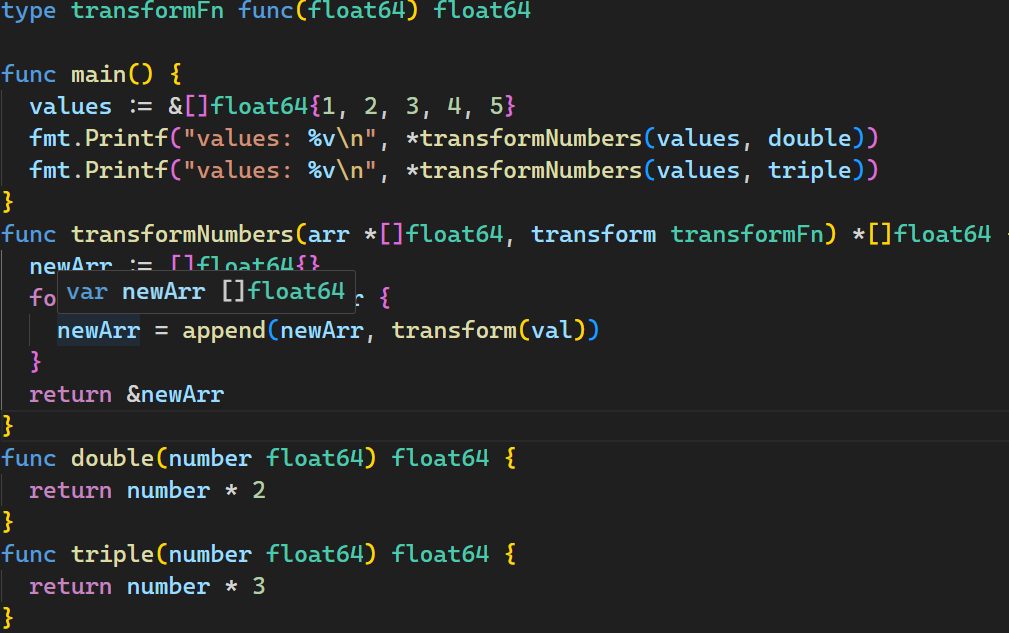 type transformFn func(float64) float64
func main() {
values := &[]float64{1, 2, 3, 4, 5}
fmt.Printf("values: %v\n", *transformNumbers(values, double))
fmt.Printf("values: %v\n", *transformNumbers(values, triple))
}
func transformNumbers(arr *[]float64, transform transformFn) *[]float64
newArr := []float64{}
var newArr []float64
fo {
newArr = append(newArr, transform(val))
}
return &newArr
}
func double(number float64) float64 {
return number * 2
}
func triple(number float64) float64 {
return number * 3
}